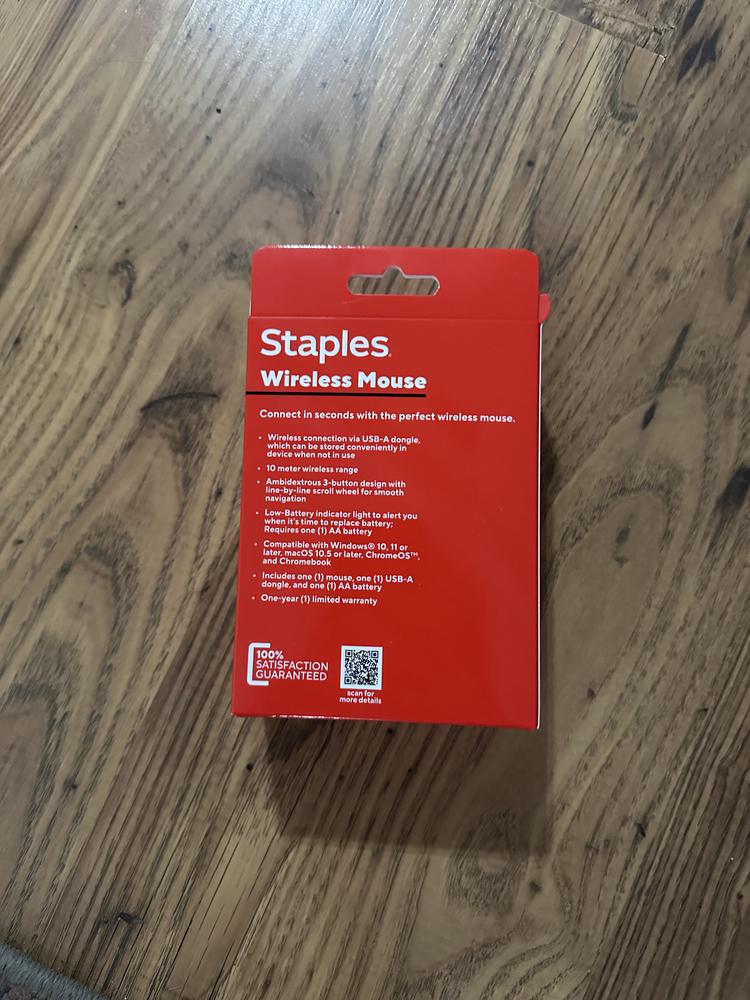 Staples
Wireless Mouse
Connect in seconds with the perfect wireless mouse.
• Wireless connection via USB-A dongle,
which can be stored conveniently in
device when not in use
• 10 meter wireless range
• Ambidextrous 3-button design with
line-by-line scroll wheel for smooth
navigation
• Low-Battery indicator light to alert you
when it's time to replace battery;
Requires one (1) AA battery
• Compatible with Windows® 10, 11 or
later, macOS 10.5 or later, ChromeOS™,
and Chromebook
• Includes one (1) mouse, one (1) USB-A
dongle, and one (1) AA battery
• One-year (1) limited warranty
100%
SATISFACTION
GUARANTEED
scan for
more details